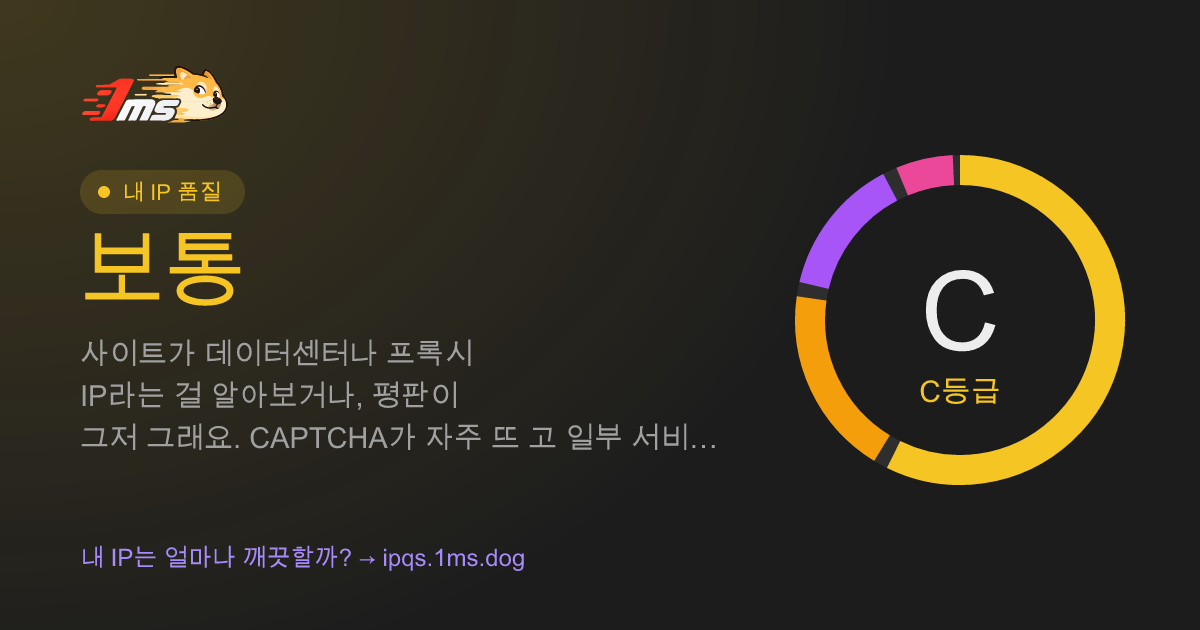 1ms
내 IP 품질
보통
사이트가 데이터센터나 프록시
IP라는 걸 알아보거나, 평판이
그저 그래요. CAPTCHA가 자주 뜨 고 일부 서비…
C
C등급
내 IP는 얼마나 깨끗할까? → ipqs.1ms.dog